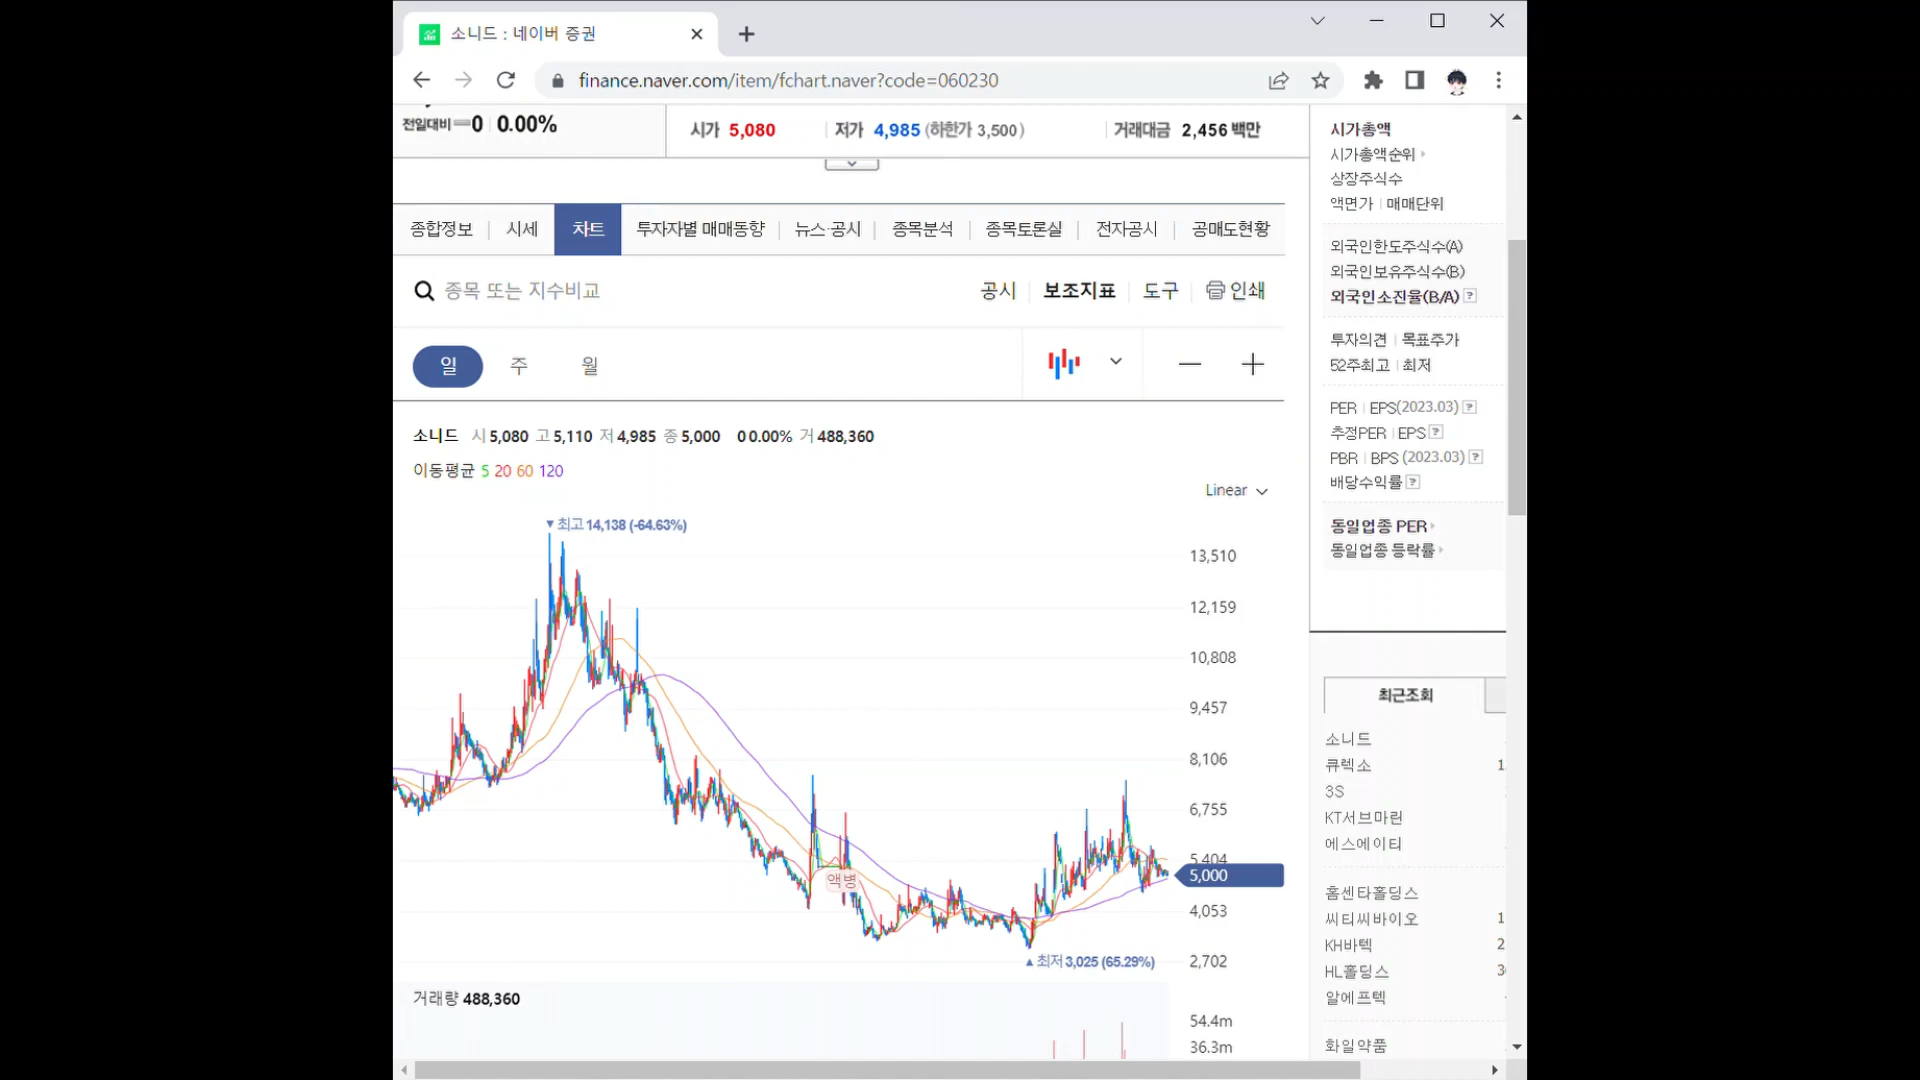 소니드 : 네이버 증권
finance.naver.com/item/fchart.naver?code=060230
전일대비 0 0.00%
시가 5,080 저가 4,985 (하한가 3,500) 거래대금 2,456 백만
종합정보 시세 차트 투자자별 매매동향 뉴스·공시 종목분석 종목토론실 전자공시 공매도현황
종목 또는 지수비교 공시 보조지표 도구 인쇄
일 주 월
소니드 시 5,080 고 5,110 저 4,985 종 5,000 0 0.00% 거 488,360
이동평균 5 20 60 120
Linear
▼최고 14,138 (-64.63%)
13,510
12,159
10,808
9,457
8,106
6,755
5,404
5,000
액병
4,053
▲최저 3,025 (65.29%)
2,702
거래량 488,360
54.4m
36.3m
시가총액
시가총액순위
상장주식수
액면가 매매단위
외국인한도주식수(A)
외국인보유주식수(B)
외국인소진율(B/A) ?
투자의견 목표주가
52주최고 최저
PER EPS(2023.03) ?
추정PER EPS ?
PBR BPS (2023.03) ?
배당수익률 ?
동일업종 PER
동일업종 등락률
최근조회
소니드
큐렉소
3S
KT서브마린
에스에이티
홈센타홀딩스
씨티씨바이오
KH바텍
HL홀딩스
알에프텍
화일약품